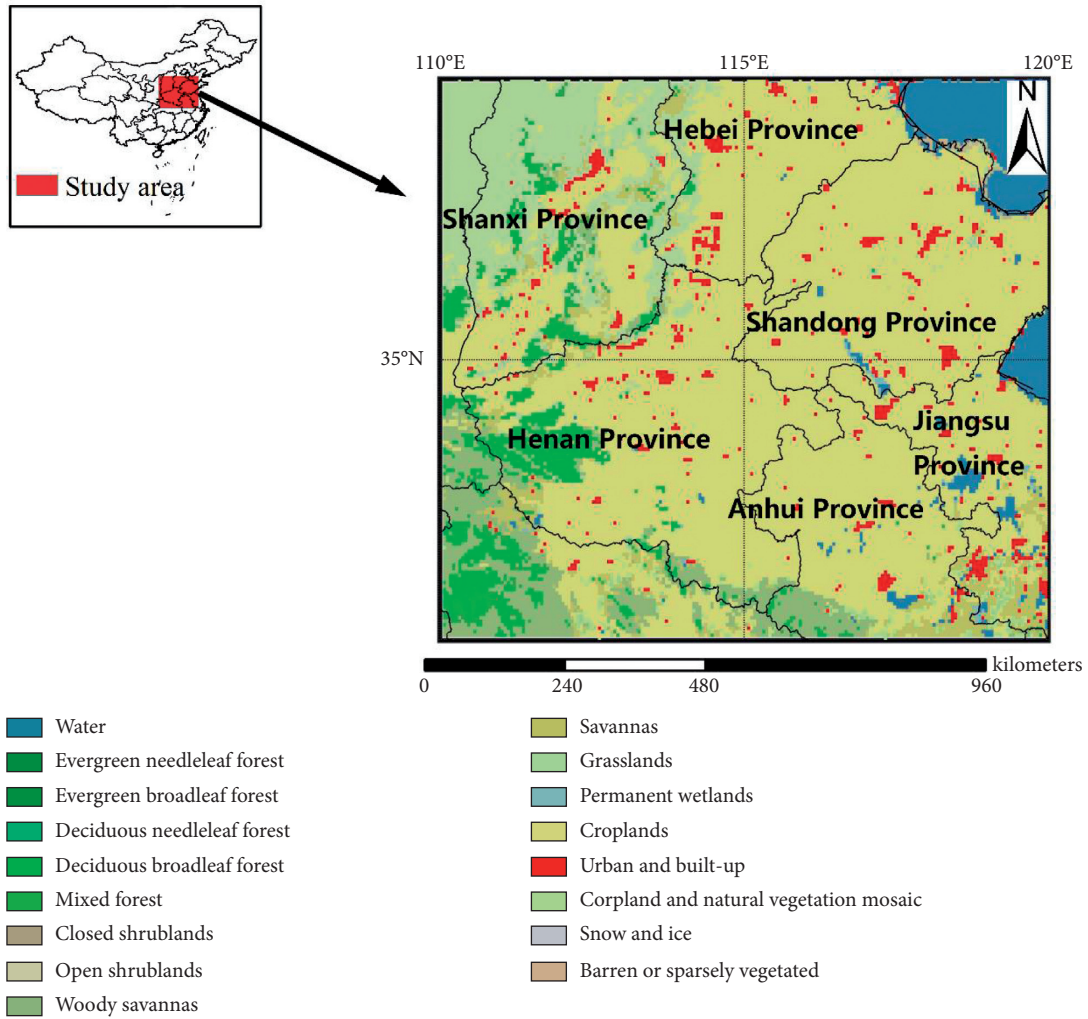 Study area
110°E
115°E
120°E
N
Hebei Province
Shanxi Province
Shandong Province
35°N
Jiangsu
Province
Henan Province
Anhui Province
kilometers
0
240
480
960
Water
Evergreen needleleaf forest
Evergreen broadleaf forest
Deciduous needleleaf forest
Deciduous broadleaf forest
Mixed forest
Closed shrublands
Open shrublands
Woody savannas
Savannas
Grasslands
Permanent wetlands
Croplands
Urban and built-up
Corpland and natural vegetation mosaic
Snow and ice
Barren or sparsely vegetated